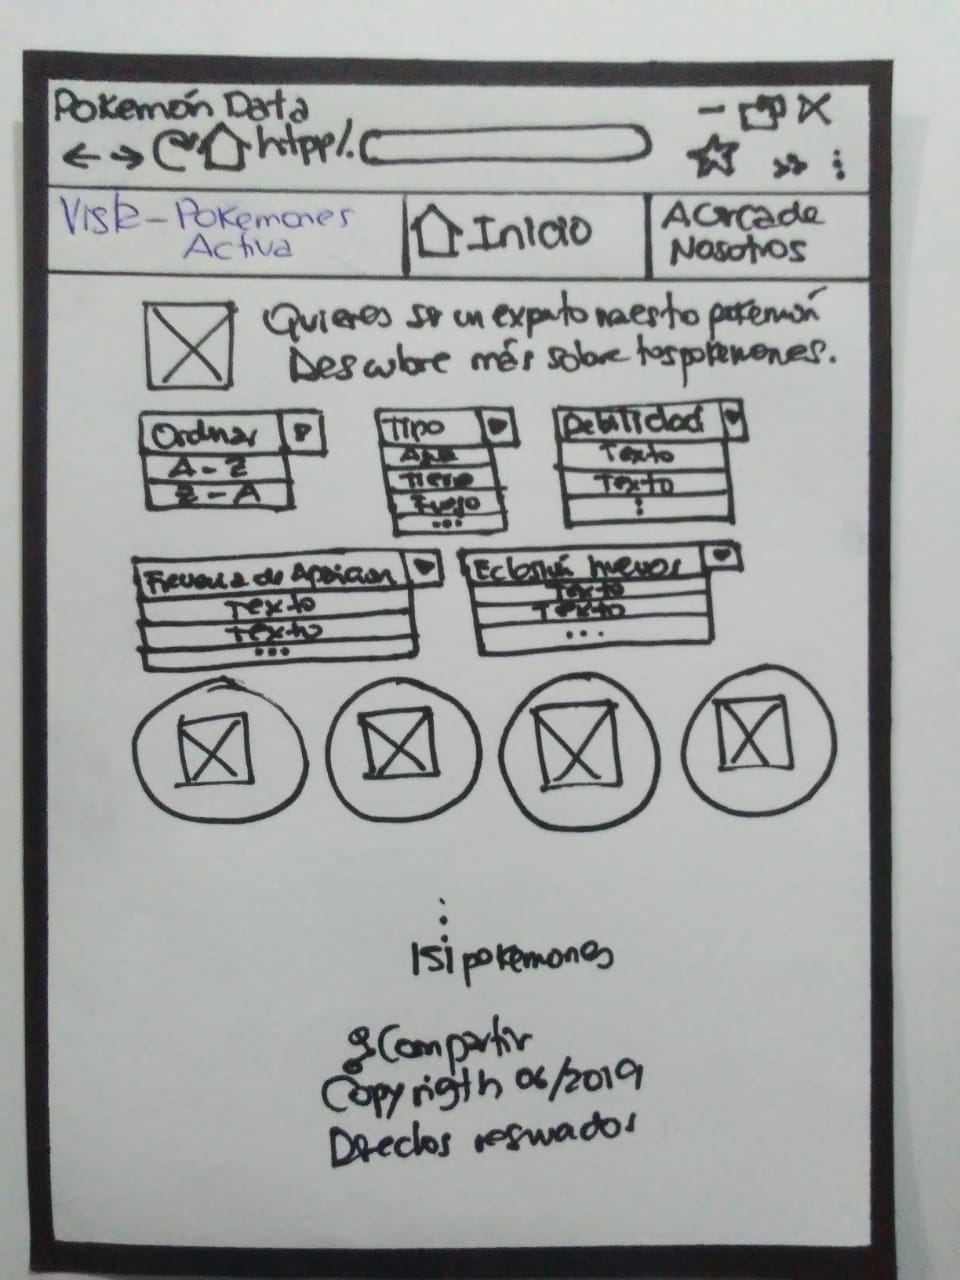 Pokemón Data
http%.
Vista-Pokemones
Activa
Inicio
Acerca de
Nosotros
Quieres se un experto maestro pokemón
Descubre más sobre los pokemones.
Ordenar
A-Z
Z-A
Tipo
Agua
Tierra
Fuego
...
Debilidad
Texto
Texto
Frecuencia de Aparicion
Texto
Texto
...
Eclosión huevos
Texto
Texto
...
151 pokemones
Compartir
Copyrigth 06/2019
Derechos reservados